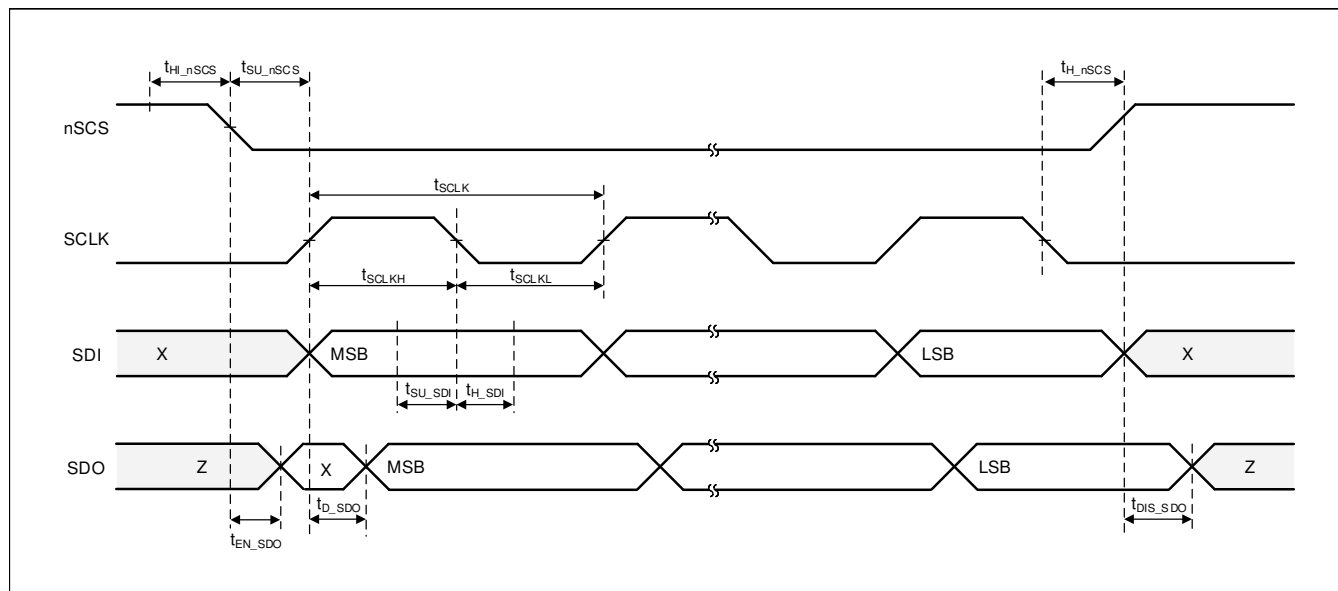 tHI_nSCS tSU_nSCS tH_nSCS
nSCS
tSCLK
SCLK
tSCLKH tSCLKL
SDI X MSB LSB X
tSU_SDI tH_SDI
SDO Z X MSB LSB Z
tD_SDO tDIS_SDO
tEN_SDO